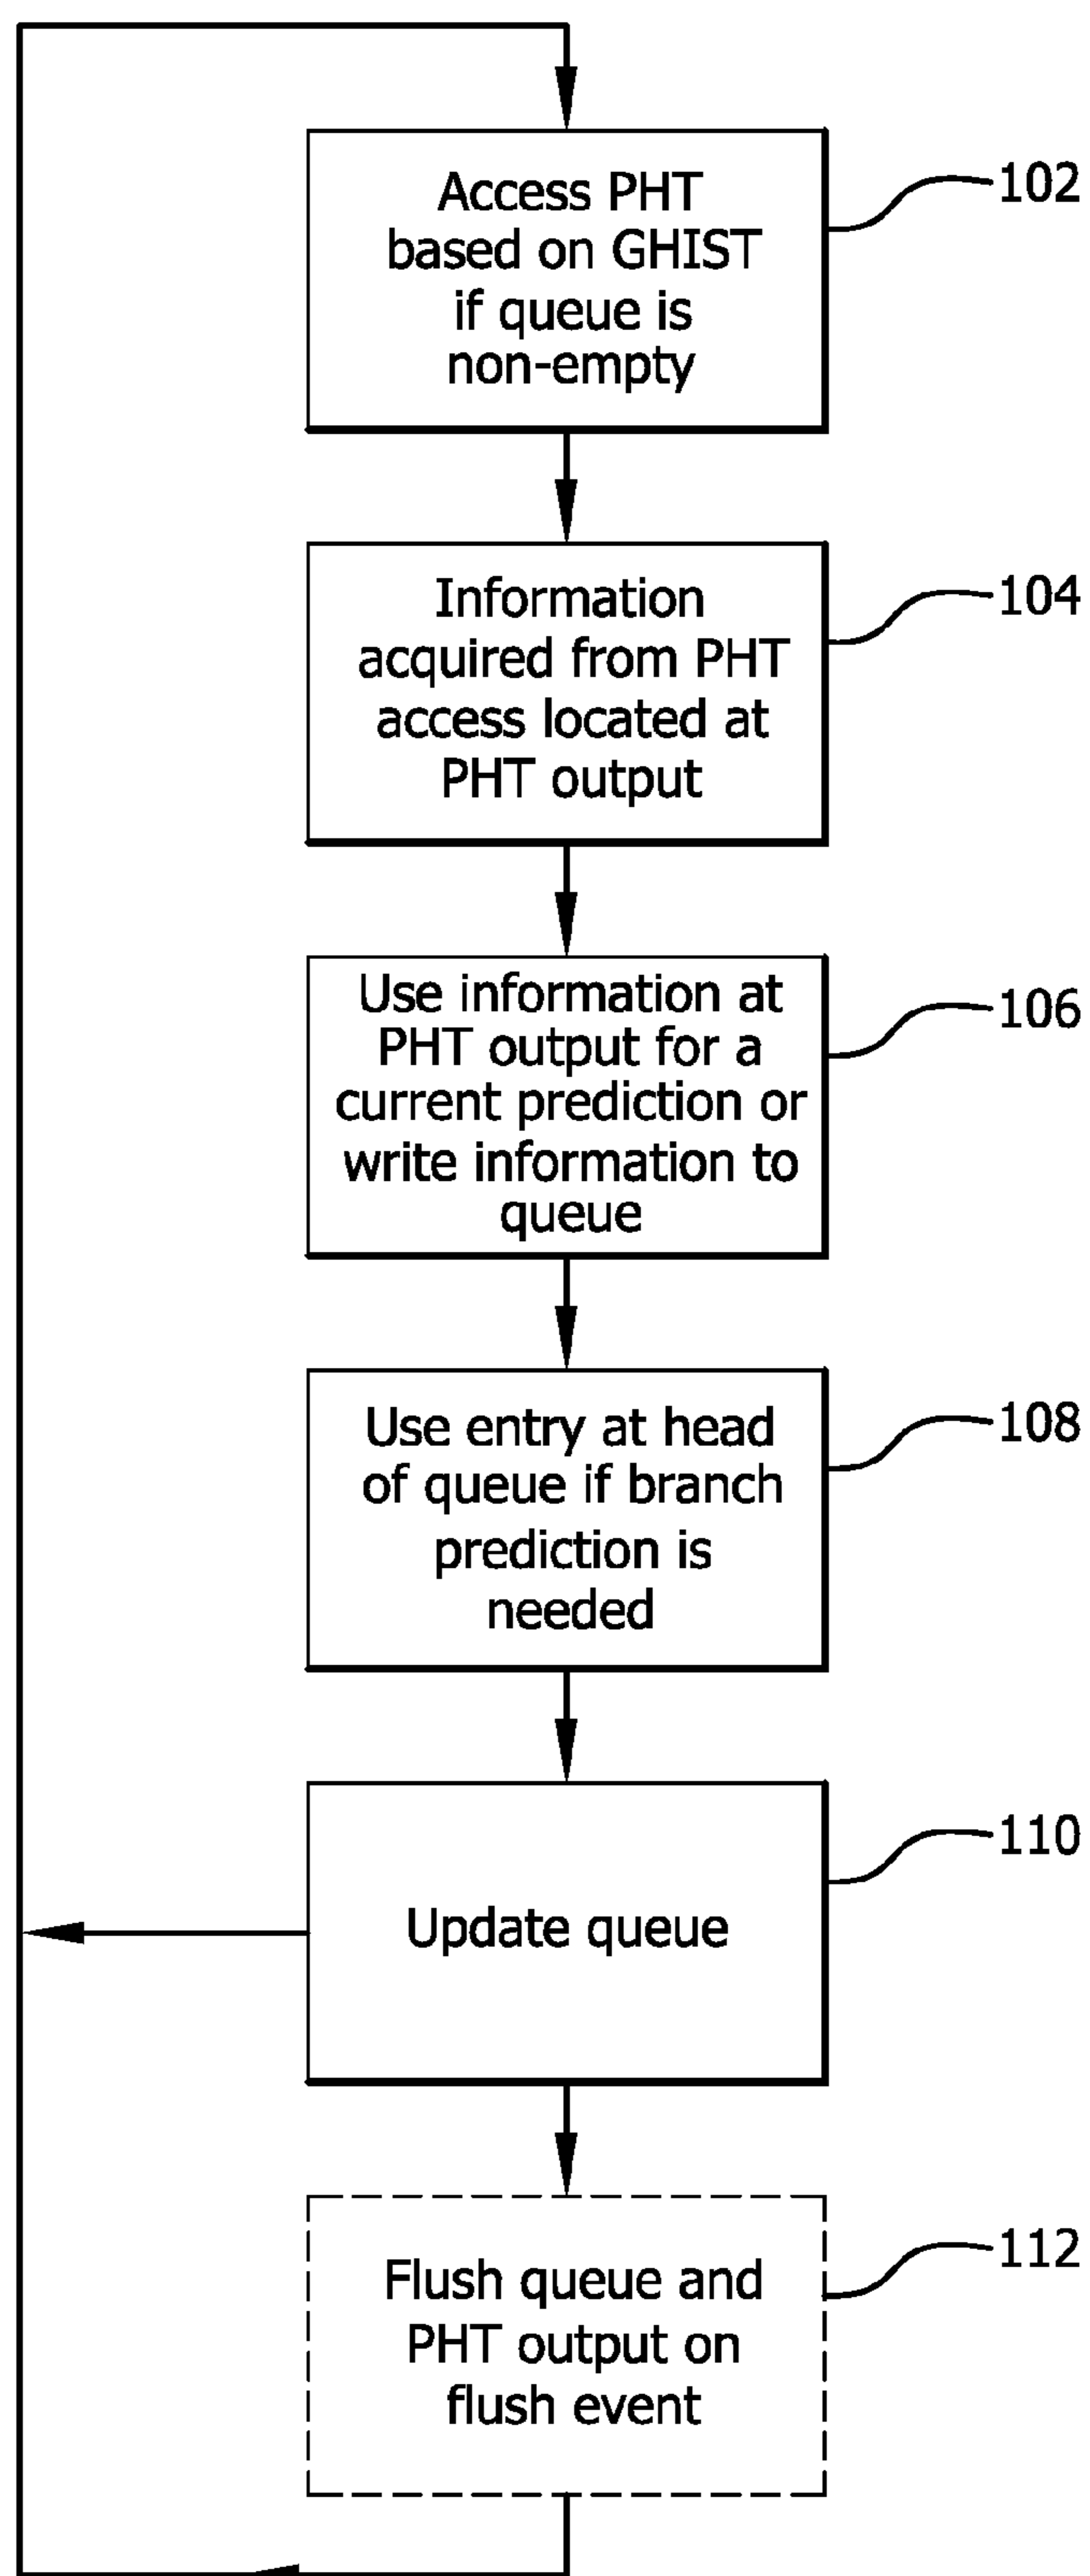 Access PHT
based on GHIST
if queue is
non-empty
102
Information
acquired from PHT
access located at
PHT output
104
Use information at
PHT output for a
current prediction or
write information to
queue
106
Use entry at head
of queue if branch
prediction is
needed
108
Update queue
110
Flush queue and
PHT output on
flush event
112